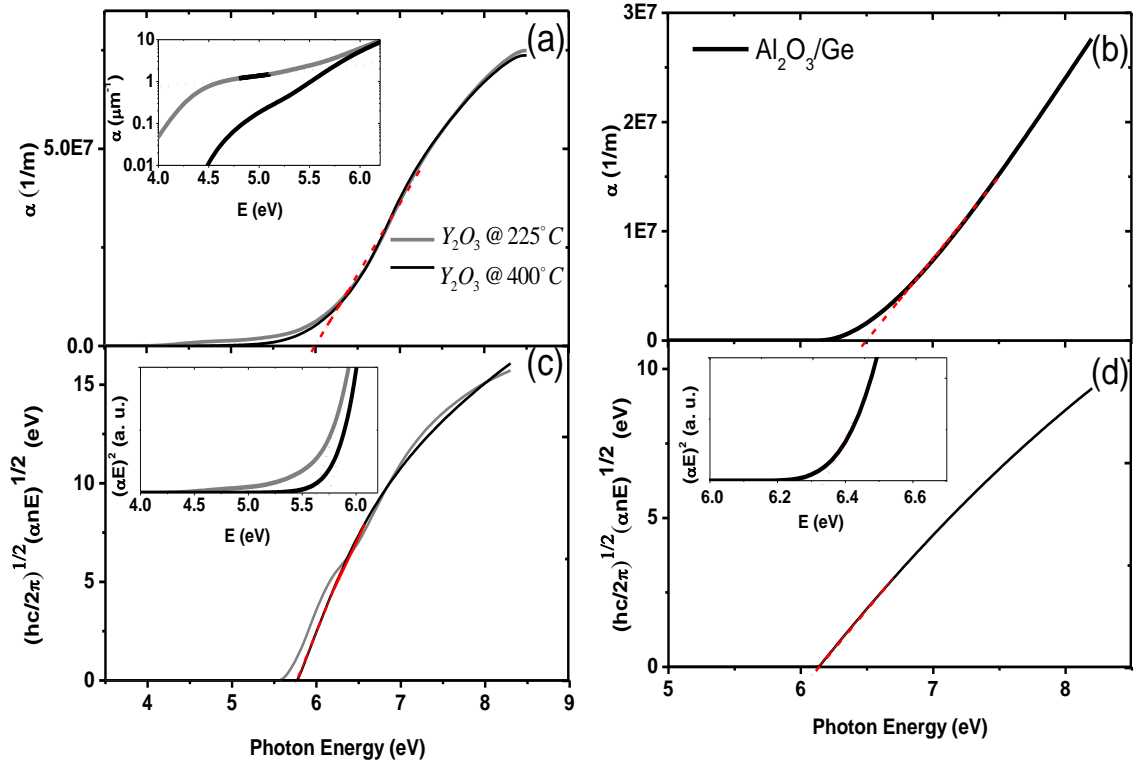 (a)
α (1/m)
5.0E7
0.0
α (µm⁻¹)
10
1
0.1
0.01
4.0 4.5 5.0 5.5 6.0
E (eV)
Y₂O₃ @ 225°C
Y₂O₃ @ 400°C
(b)
Al₂O₃/Ge
α (1/m)
3E7
2E7
1E7
0
(c)
(hc/2π)^1/2(αnE)^1/2 (eV)
15
10
5
0
(αE)² (a. u.)
4.0 4.5 5.0 5.5 6.0
E (eV)
4 5 6 7 8 9
Photon Energy (eV)
(d)
(hc/2π)^1/2(αnE)^1/2 (eV)
10
5
0
(αE)² (a. u.)
6.0 6.2 6.4 6.6
E (eV)
5 6 7 8
Photon Energy (eV)